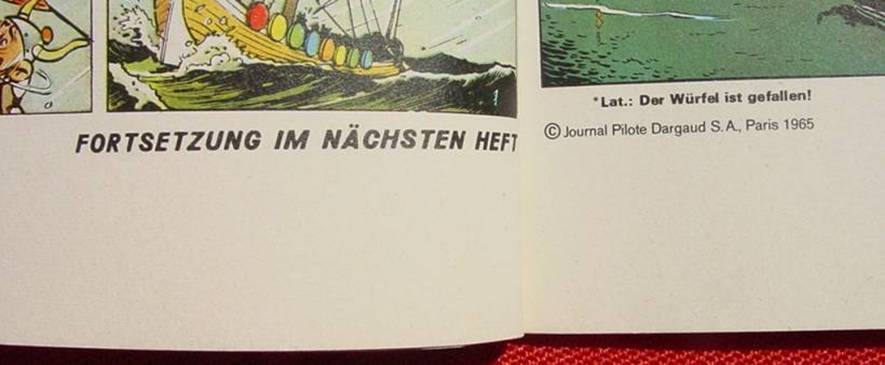 FORTSETZUNG IM NÄCHSTEN HEFT
*Lat.: Der Würfel ist gefallen!
© Journal Pilote Dargaud S.A., Paris 1965